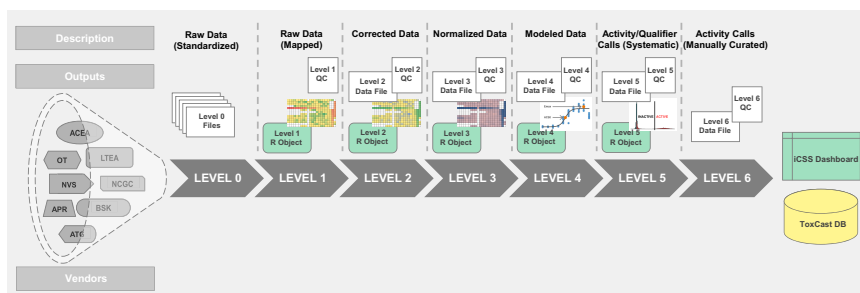 Description
Raw Data
(Standardized)
Raw Data
(Mapped)
Corrected Data
Normalized Data
Modeled Data
Activity/Qualifier
Calls (Systematic)
Activity Calls
(Manually Curated)
Outputs
Level 0
Files
Level 1
QC
Level 1
R Object
Level 2
QC
Level 2
Data File
Level 2
R Object
Level 3
QC
Level 3
Data File
Level 3
R Object
Level 4
QC
Level 4
Data File
Level 4
R Object
Level 5
QC
Level 5
Data File
INACTIVE ACTIVE
Level 5
R Object
Level 6
QC
Level 6
Data File
ACEA
OT
LTEA
NVS
NCGC
APR
BSK
ATG
LEVEL 0
LEVEL 1
LEVEL 2
LEVEL 3
LEVEL 4
LEVEL 5
LEVEL 6
iCSS Dashboard
ToxCast DB
Vendors